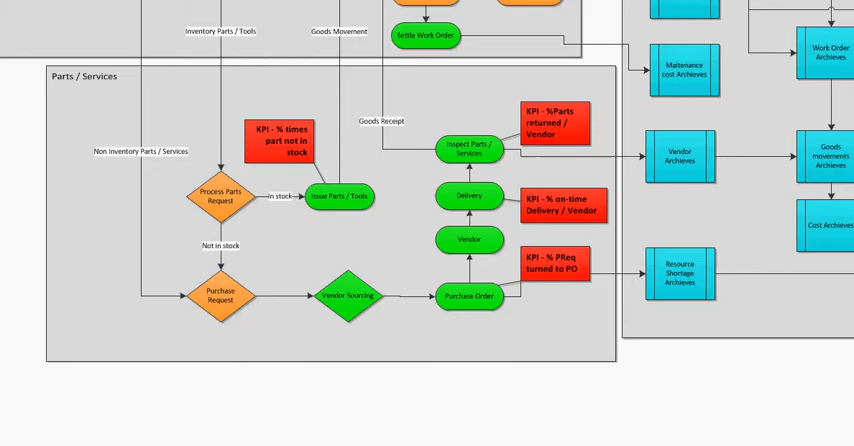 Inventory Parts / Tools
Goods Movement
Settle Work Order
Work Order
Archieves
Maitenance
cost Archieves
Parts / Services
KPI - % times
part not in
stock
KPI - %Parts
returned /
Vendor
Goods Receipt
Non Inventory Parts / Services
Inspect Parts /
Services
Vendor
Archieves
Goods
movements
Archieves
Process Parts
Request
In stock
Issue Parts / Tools
Delivery
KPI - % on-time
Delivery / Vendor
Cost Archieves
Not in stock
Vendor
KPI - % PReq
turned to PO
Resource
Shortage
Archieves
Purchase
Request
Vendor Sourcing
Purchase Order